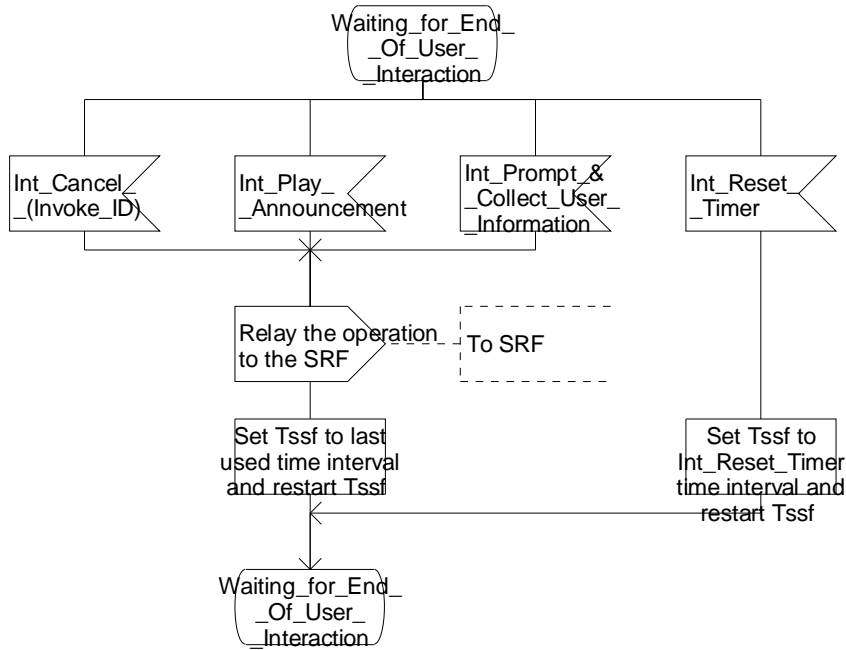 Waiting_for_End_
_Of_User_
_Interaction
Int_Cancel_
_(Invoke_ID)
Int_Play_
_Announcement
Int_Prompt_&
_Collect_User_
_Information
Int_Reset_
_Timer
Relay the operation
to the SRF
To SRF
Set Tssf to last
used time interval
and restart Tssf
Set Tssf to
Int_Reset_Timer
time interval and
restart Tssf
Waiting_for_End_
_Of_User_
_Interaction